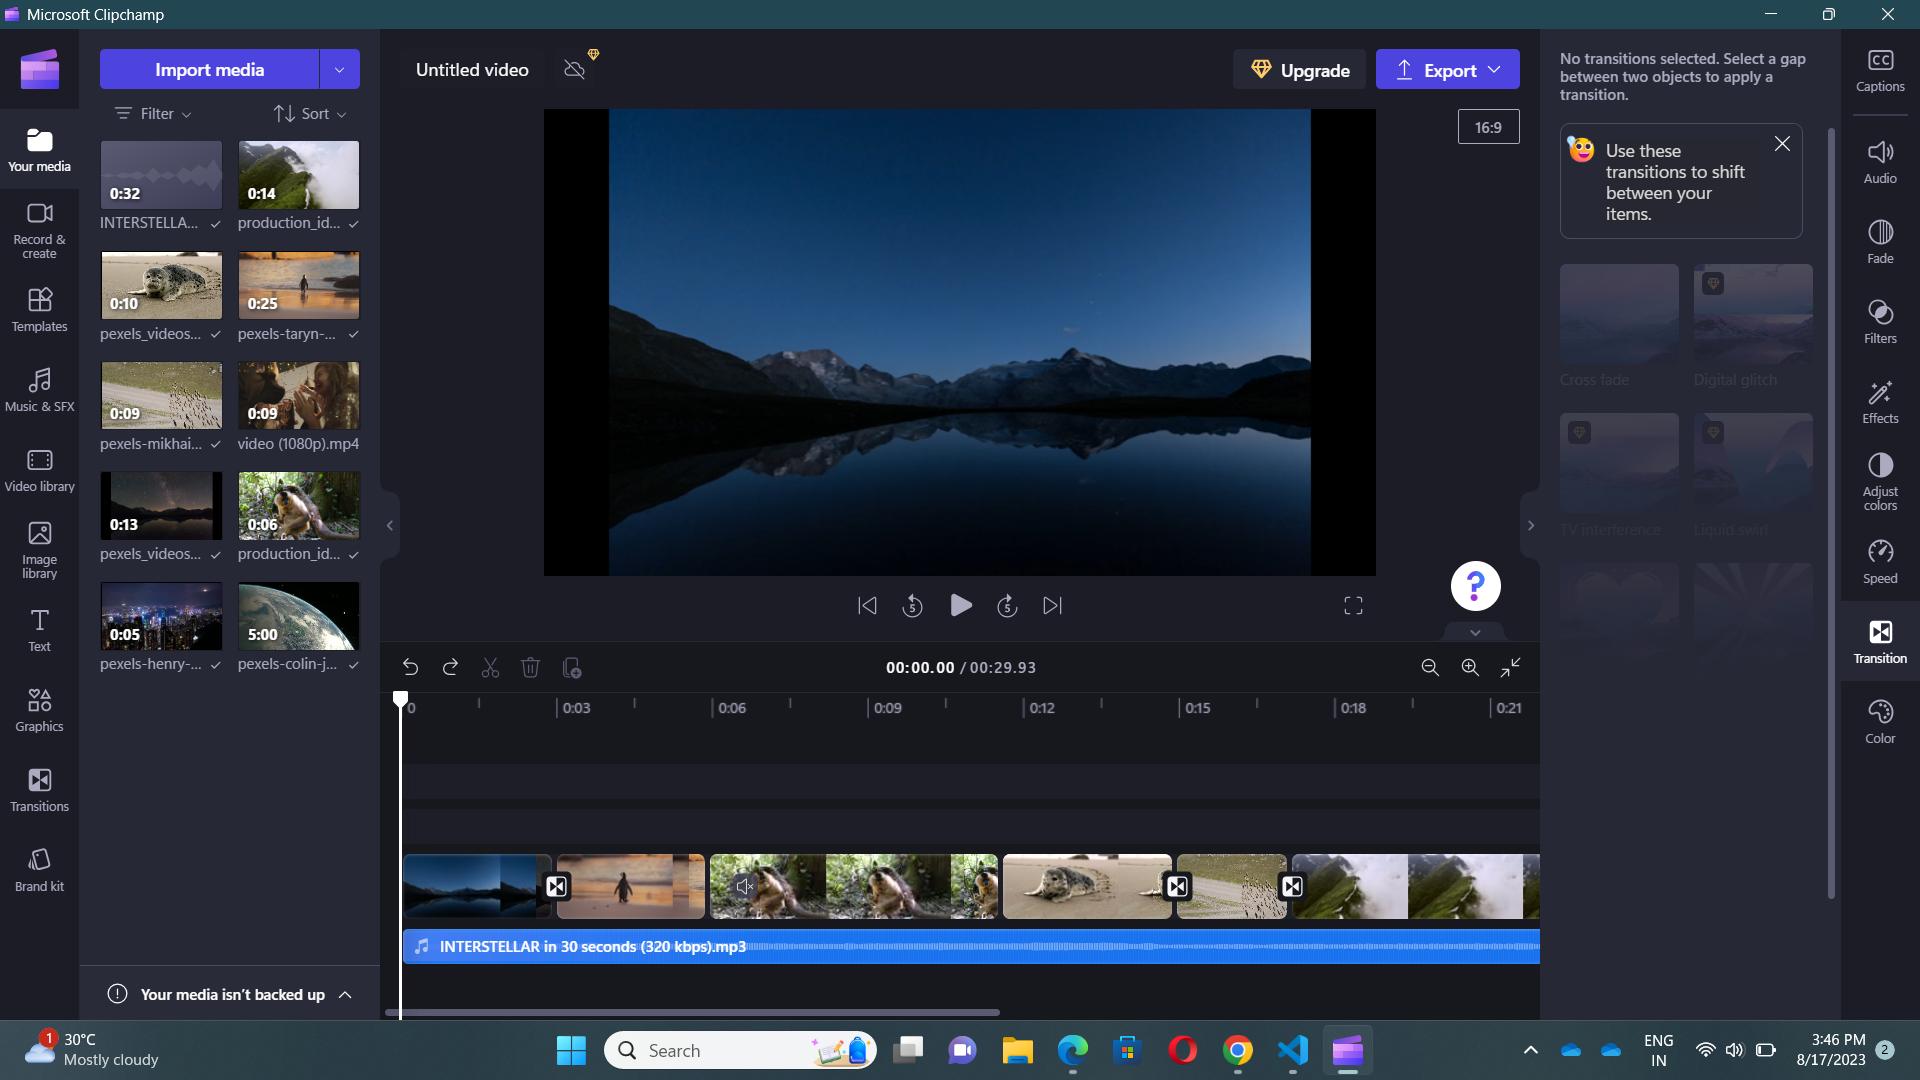 Microsoft Clipchamp
Import media
Filter
Sort
Your media
Record &
create
Templates
Music & SFX
Video library
Image
library
Text
Graphics
Transitions
Brand kit
0:32
INTERSTELLA...
0:14
production_id...
0:10
pexels_videos...
0:25
pexels-taryn-...
0:09
pexels-mikhai...
0:09
video (1080p).mp4
0:13
pexels_videos...
0:06
production_id...
0:05
pexels-henry-...
5:00
pexels-colin-j...
Your media isn't backed up
Untitled video
Upgrade
Export
16:9
5
5
?
00:00.00 / 00:29.93
0
0:03
0:06
0:09
0:12
0:15
0:18
0:21
INTERSTELLAR in 30 seconds (320 kbps).mp3
No transitions selected. Select a gap
between two objects to apply a
transition.
Use these
transitions to shift
between your
items.
Cross fade
Digital glitch
TV interference
Liquid swirl
CC
Captions
Audio
Fade
Filters
Effects
Adjust
colors
Speed
Transition
Color
1
30°C
Mostly cloudy
Search
ENG
IN
3:46 PM
8/17/2023
2